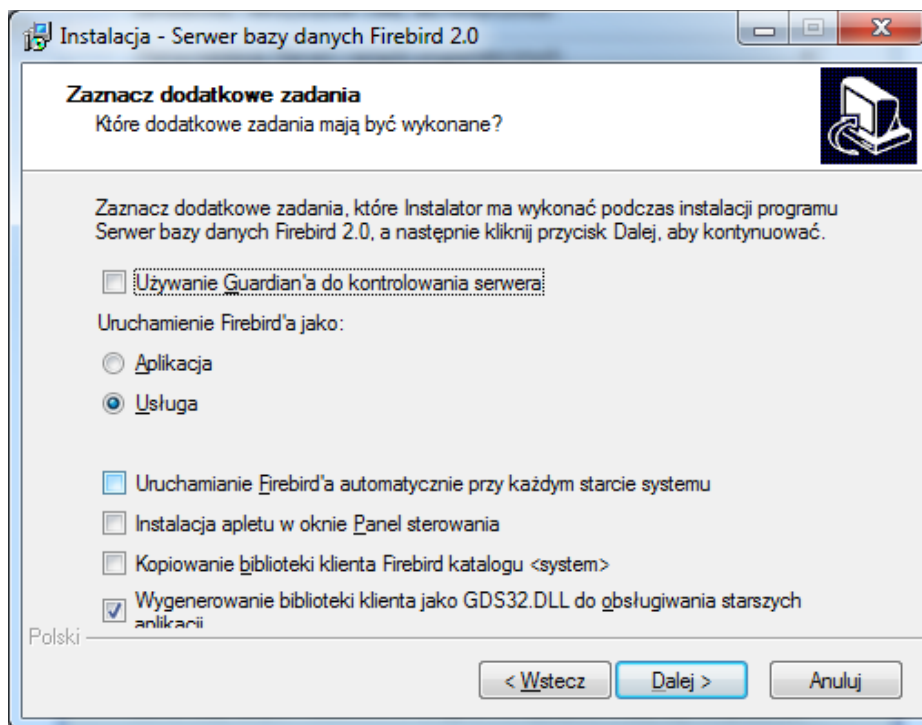 Instalacja - Serwer bazy danych Firebird 2.0
Zaznacz dodatkowe zadania
Które dodatkowe zadania mają być wykonane?
Zaznacz dodatkowe zadania, które Instalator ma wykonać podczas instalacji programu
Serwer bazy danych Firebird 2.0, a następnie kliknij przycisk Dalej, aby kontynuować.
Używanie Guardian'a do kontrolowania serwera
Uruchamienie Firebird'a jako:
Aplikacja
Usługa
Uruchamianie Firebird'a automatycznie przy każdym starcie systemu
Instalacja apletu w oknie Panel sterowania
Kopiowanie biblioteki klienta Firebird katalogu <system>
Wygenerowanie biblioteki klienta jako GDS32.DLL do obsługiwania starszych
aplikacji
Polski
< Wstecz
Dalej >
Anuluj